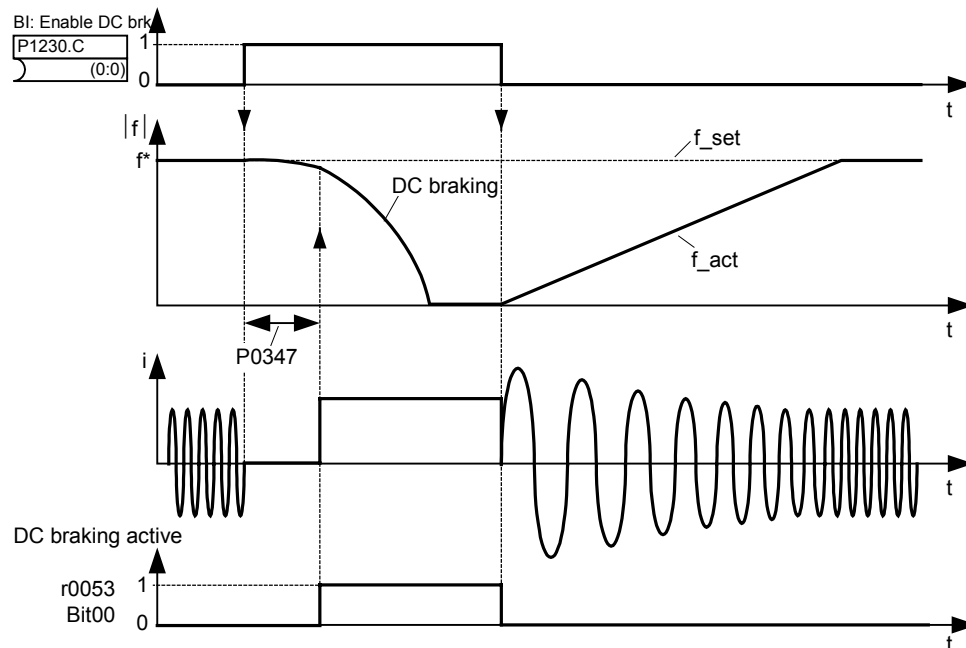 BI: Enable DC brk
P1230.C
(0:0)
1
0
t
|f|
f*
f_set
DC braking
f_act
t
P0347
i
t
DC braking active
r0053
Bit00
1
0
t